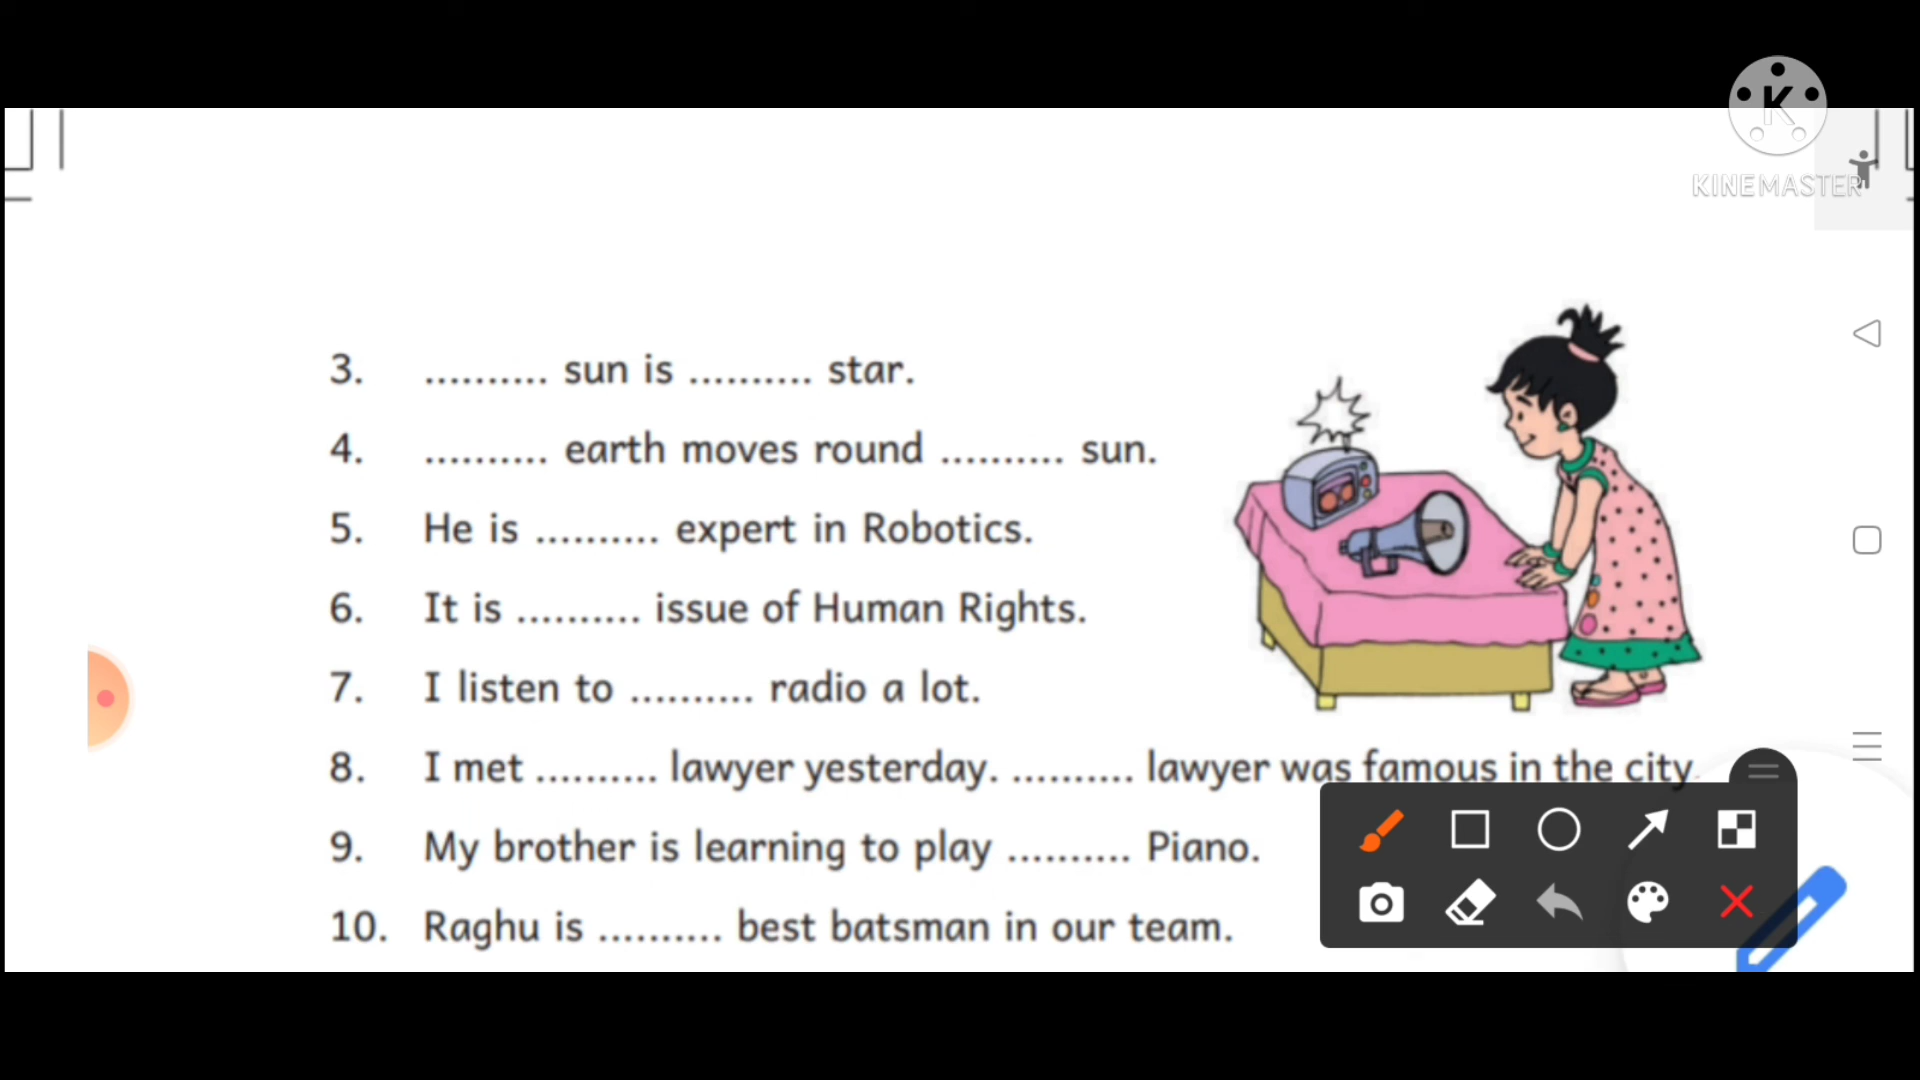 KINEMASTER
3. .......... sun is .......... star.
4. .......... earth moves round .......... sun.
5. He is .......... expert in Robotics.
6. It is .......... issue of Human Rights.
7. I listen to .......... radio a lot.
8. I met .......... lawyer yesterday. .......... lawyer was famous in the city.
9. My brother is learning to play .......... Piano.
10. Raghu is .......... best batsman in our team.